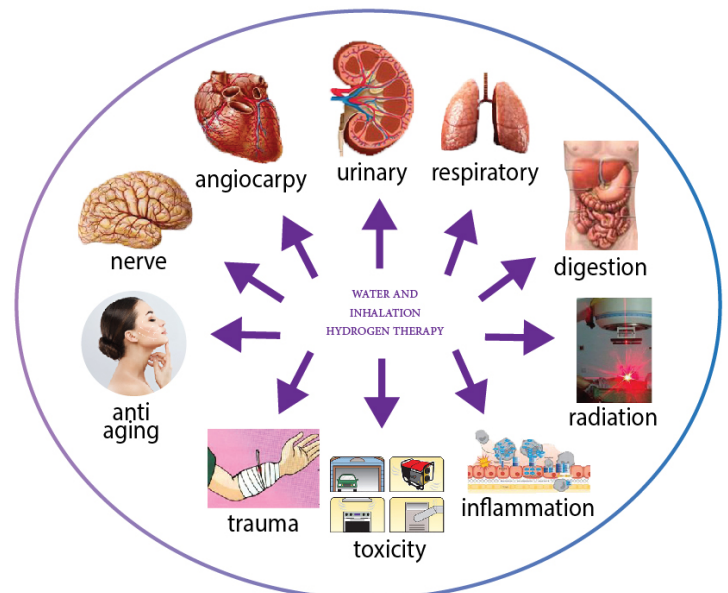 angiocarpy
urinary
respiratory
nerve
digestion
WATER AND
INHALATION
HYDROGEN THERAPY
anti
aging
radiation
trauma
toxicity
inflammation